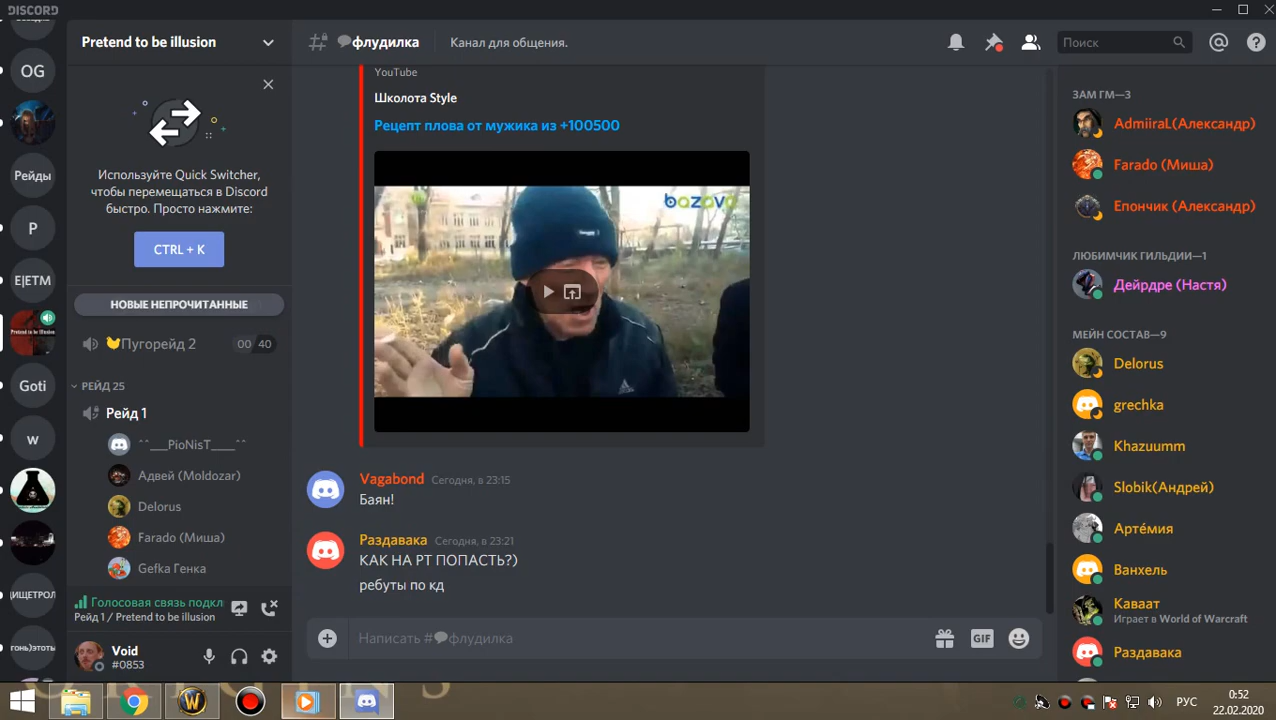 DISCORD
OG
Рейды
P
E|ETM
Pretend to be illusion
Goti
w
ИЩЕТРОЛ
гонь)этоты
Pretend to be illusion
Используйте Quick Switcher,
чтобы перемещаться в Discord
быстро. Просто нажмите:
CTRL + K
НОВЫЕ НЕПРОЧИТАННЫЕ
Пугорейд 2
00 40
РЕЙД 25
Рейд 1
^^___PioNisT____^^
Адвей (Moldozar)
Delorus
Farado (Миша)
Gefka Генка
Голосовая связь подкл
Рейд 1 / Pretend to be illusion
Void
#0853
флудилка
Канал для общения.
Поиск
YouTube
Школота Style
Рецепт плова от мужика из +100500
bazava
Vagabond Сегодня, в 23:15
Баян!
Раздавака Сегодня, в 23:21
КАК НА РТ ПОПАСТЬ?)
ребуты по кд
Написать #флудилка
GIF
ЗАМ ГМ—3
AdmiiraL(Александр)
Farado (Миша)
Епончик (Александр)
ЛЮБИМЧИК ГИЛЬДИИ—1
Дейрдре (Настя)
МЕЙН СОСТАВ—9
Delorus
grechka
Khazuumm
Slobik(Андрей)
Артéмия
Ванхель
Каваат
Играет в World of Warcraft
Раздавака
РУС
0:52
22.02.2020